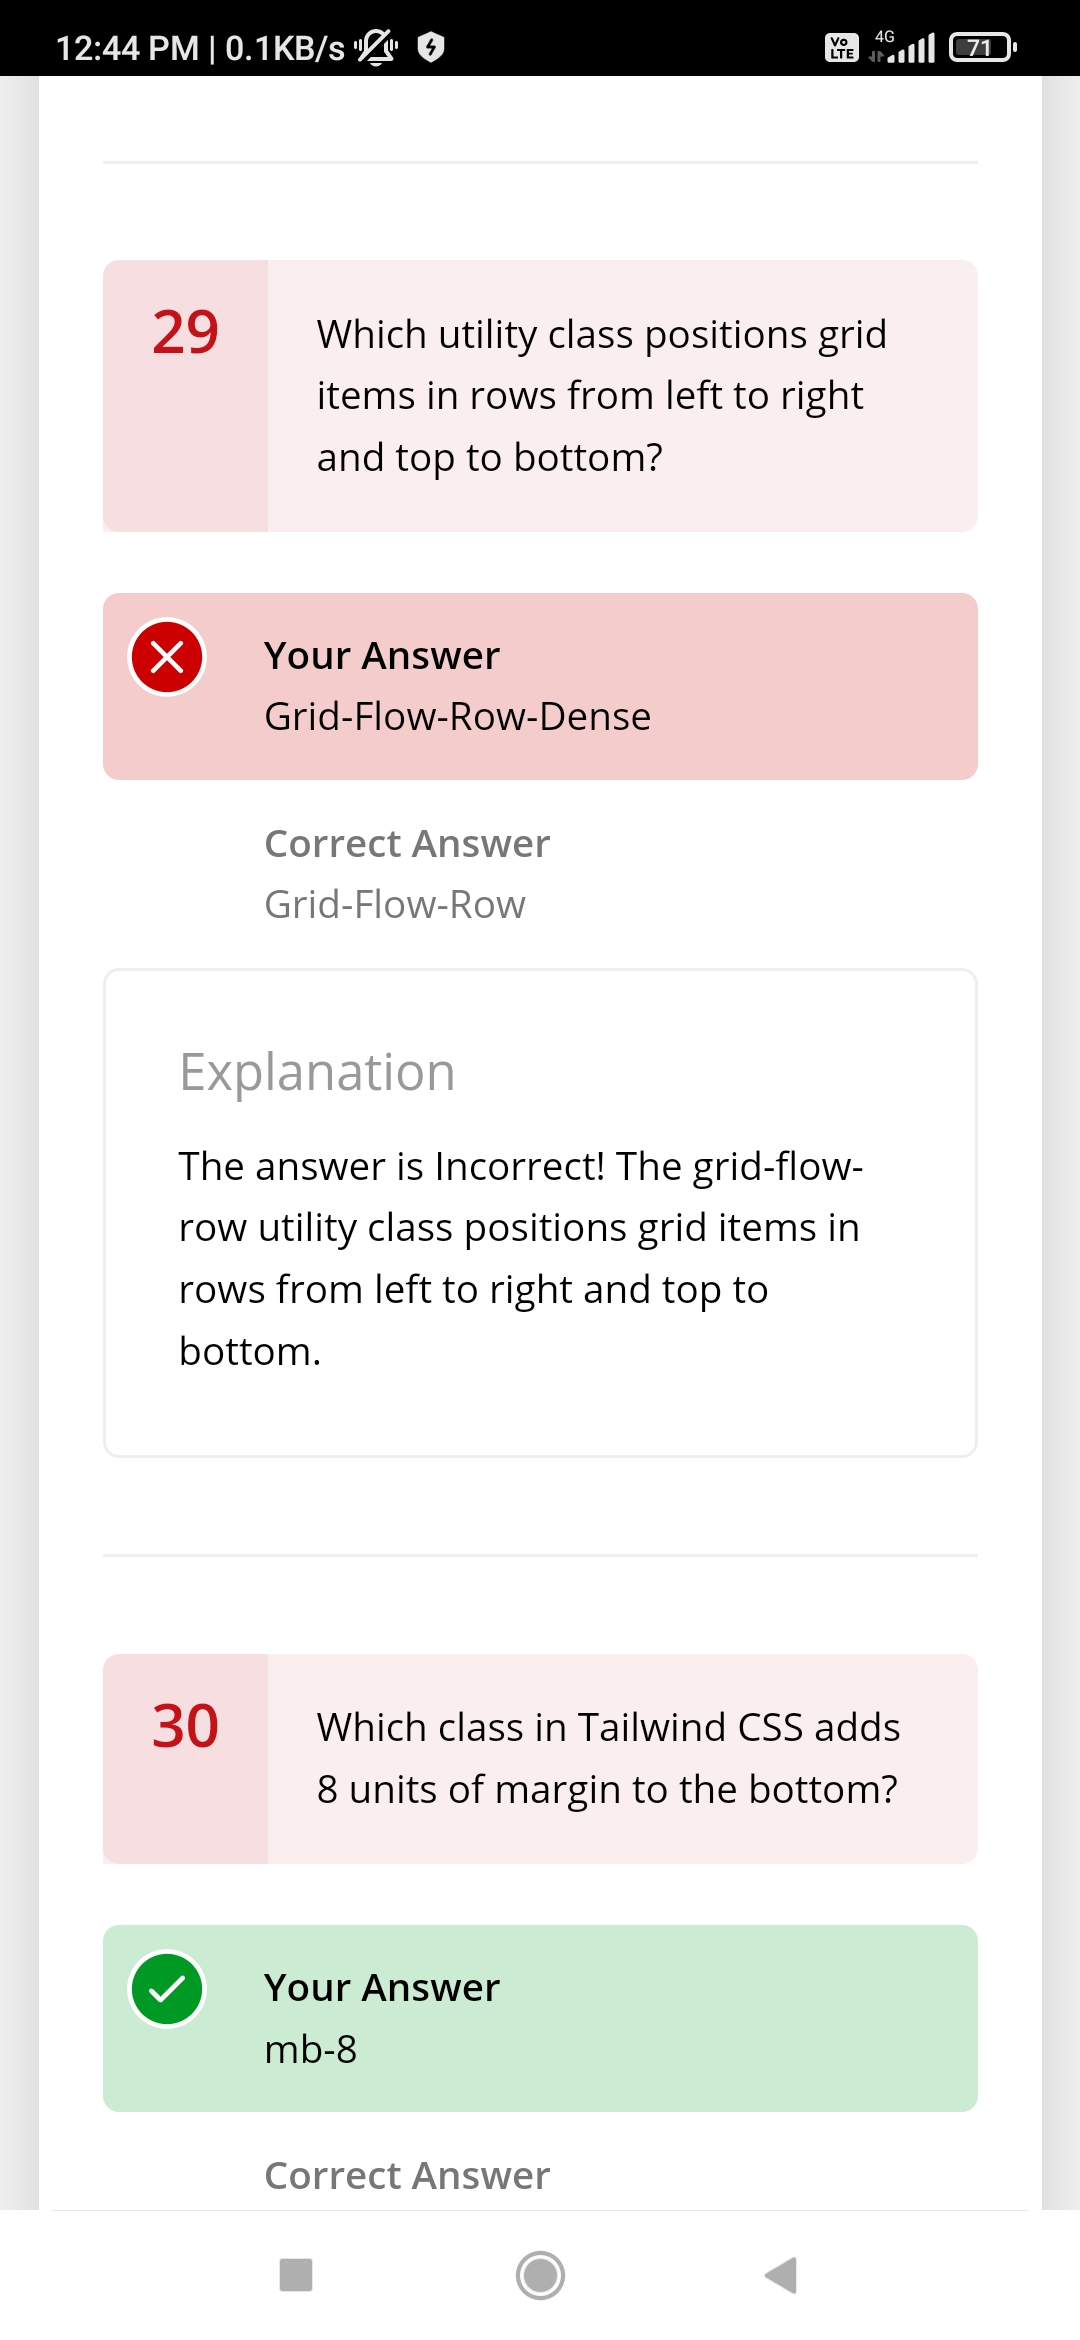 12:44 PM | 0.1KB/s
Vo
LTE
4G
71
29
Which utility class positions grid
items in rows from left to right
and top to bottom?
Your Answer
Grid-Flow-Row-Dense
Correct Answer
Grid-Flow-Row
Explanation
The answer is Incorrect! The grid-flow-
row utility class positions grid items in
rows from left to right and top to
bottom.
30
Which class in Tailwind CSS adds
8 units of margin to the bottom?
Your Answer
mb-8
Correct Answer